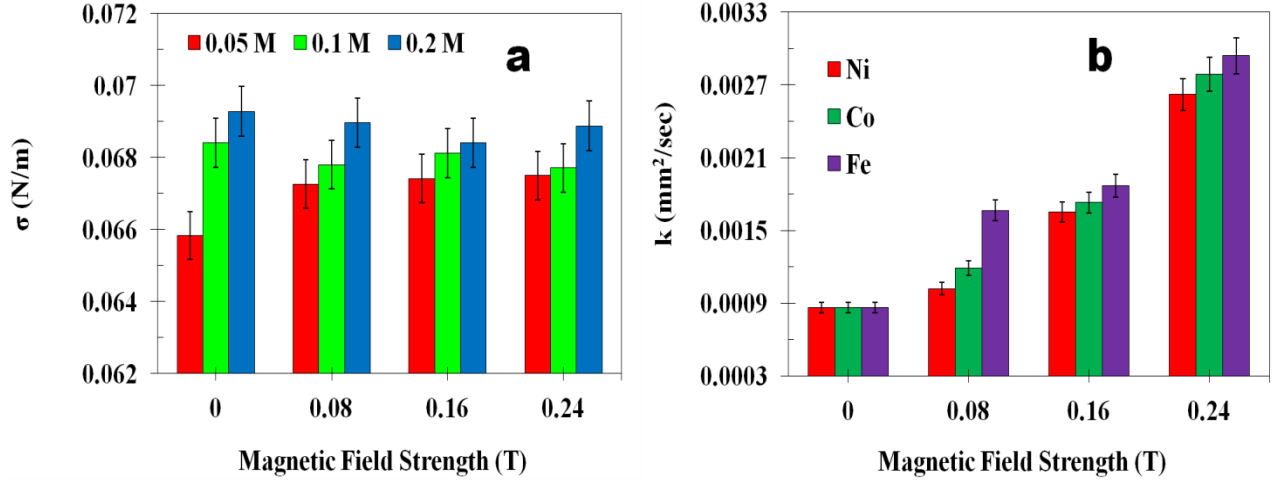 a
0.05 M 0.1 M 0.2 M
0.072
0.07
0.068
0.066
0.064
0.062
σ (N/m)
0 0.08 0.16 0.24
Magnetic Field Strength (T)
b
Ni
Co
Fe
0.0033
0.0027
0.0021
0.0015
0.0009
0.0003
k (mm²/sec)
0 0.08 0.16 0.24
Magnetic Field Strength (T)